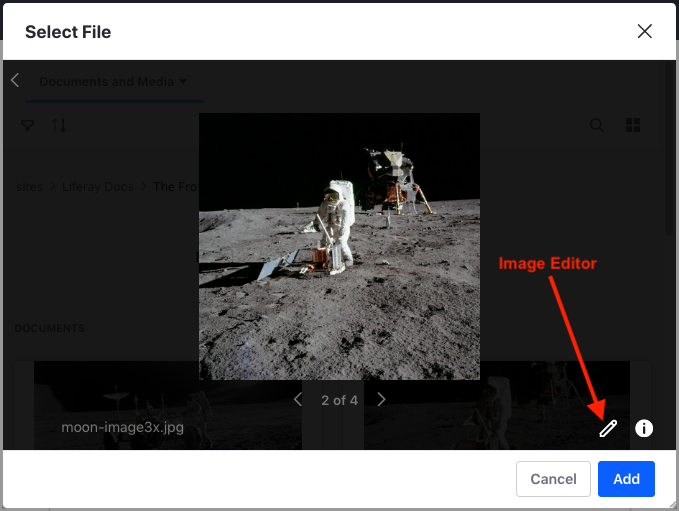 Select File
Documents and Media
sites > Liferay Docs > The Fro
Image Editor
DOCUMENTS
2 of 4
moon-image3x.jpg
Cancel
Add